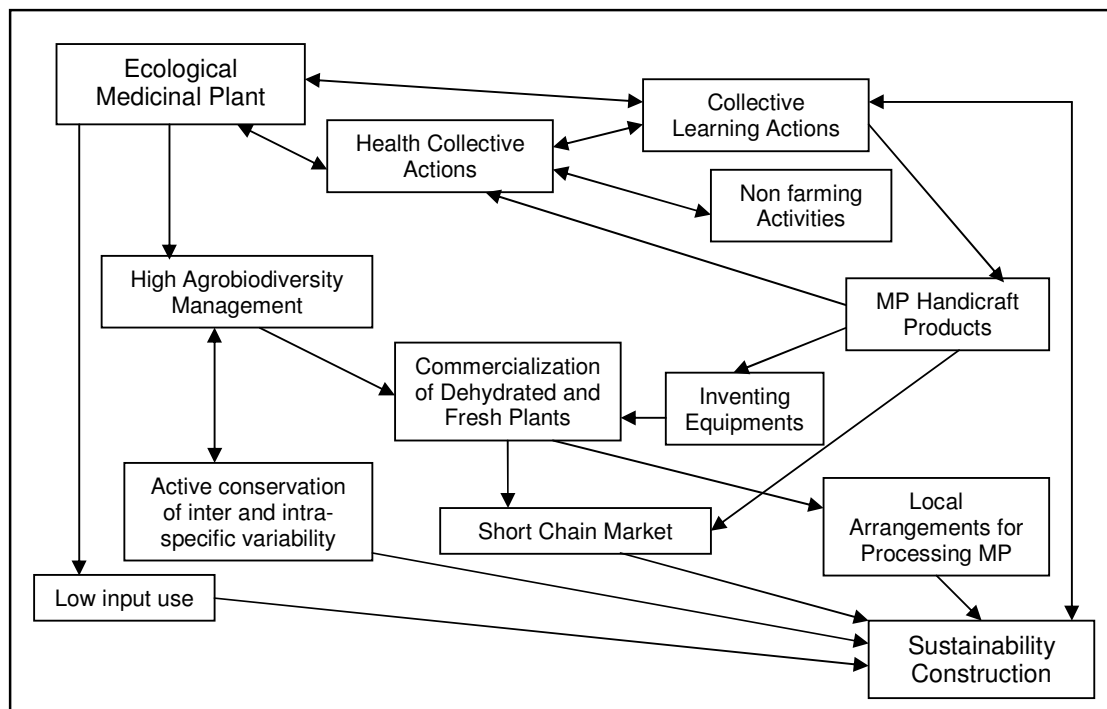 Ecological
Medicinal Plant
Collective
Learning Actions
Health Collective
Actions
Non farming
Activities
High Agrobiodiversity
Management
MP Handicraft
Products
Commercialization
of Dehydrated and
Fresh Plants
Inventing
Equipments
Active conservation
of inter and intra-
specific variability
Short Chain Market
Local
Arrangements for
Processing MP
Low input use
Sustainability
Construction